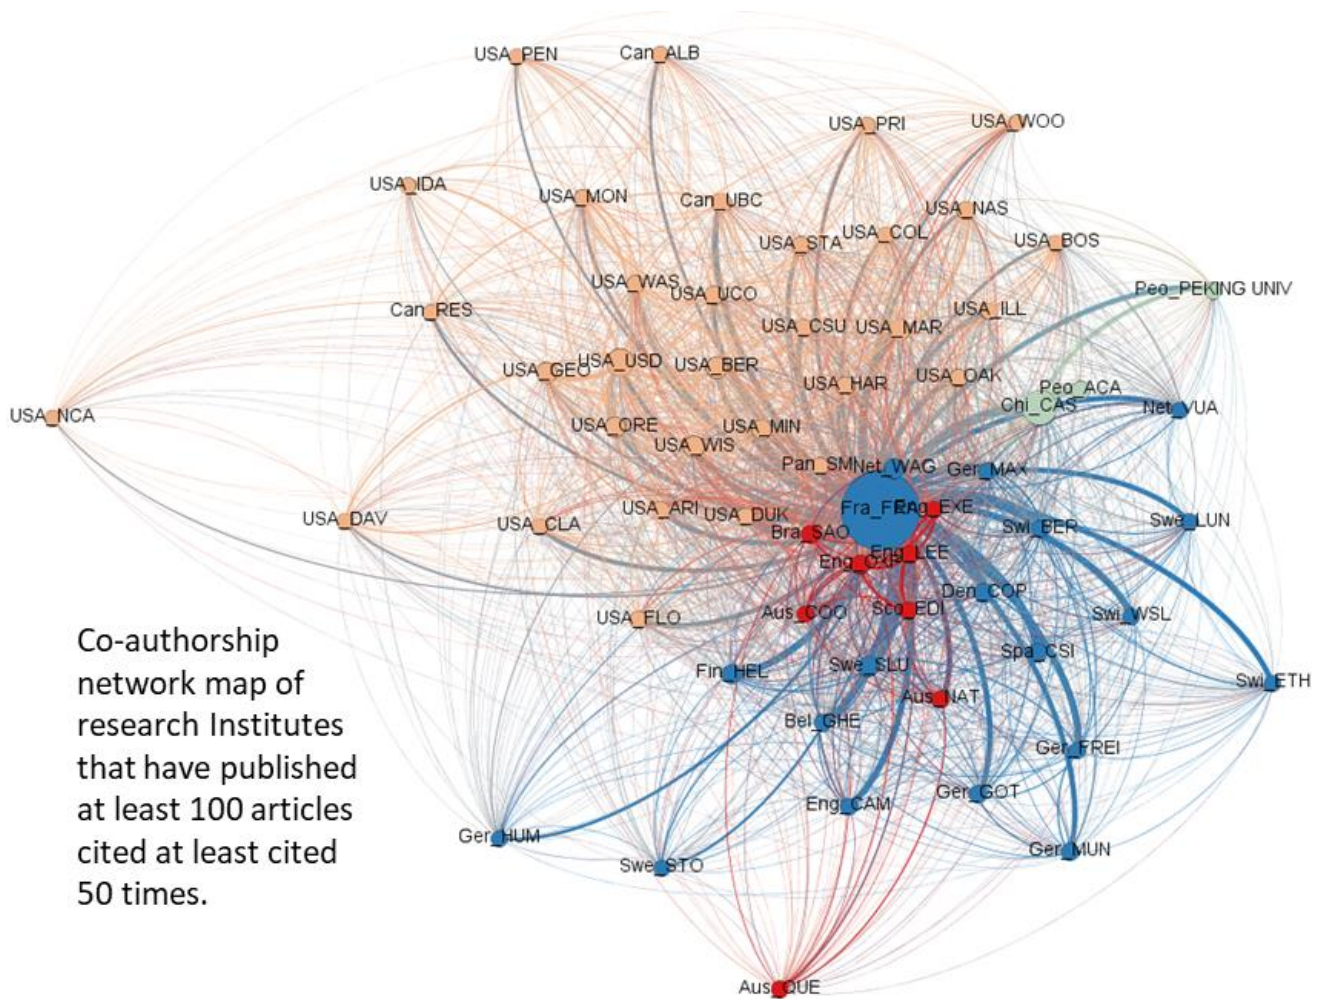 USA_PEN
Can_ALB
USA_PRI
USA_WOO
USA_IDA
USA_MON
Can_UBC
USA_NAS
USA_STA
USA_COL
USA_BOS
USA_WAS
USA_UCO
Peo_PEKING UNIV
Can_RES
USA_CSU
USA_MAR
USA_ILL
USA_GEO
USA_USD
USA_BER
USA_HAR
USA_OAK
Peo_ACA
Chi_CAS
Net_VUA
USA_NCA
USA_ORE
USA_MIN
USA_WIS
Pan_SMI
Net_WAG
Ger_MAX
USA_DAV
USA_CLA
USA_ARI
USA_DUK
Fra_FRA
Eng_EXE
Bra_SAO
Swi_BER
Swe_LUN
Eng_LEE
Eng_OXF
Den_COP
USA_FLO
Aus_COO
Sco_EDI
Swi_WSL
Fin_HEL
Swe_SLU
Spa_CSI
Swi_ETH
Aus_NAT
Bel_GHE
Ger_FREI
Eng_CAM
Ger_GOT
Ger_HUM
Swe_STO
Ger_MUN
Aus_QUE
Co-authorship
network map of
research Institutes
that have published
at least 100 articles
cited at least cited
50 times.